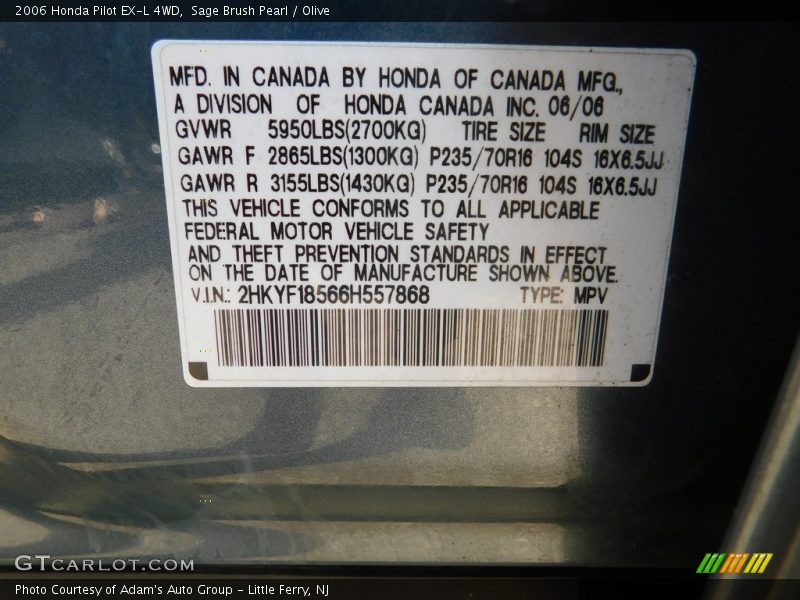 2006 Honda Pilot EX-L 4WD, Sage Brush Pearl / Olive
MFD. IN CANADA BY HONDA OF CANADA MFG.,
A DIVISION OF HONDA CANADA INC. 06/06
GVWR 5950LBS(2700KG) TIRE SIZE RIM SIZE
GAWR F 2865LBS(1300KG) P235/70R16 104S 16X6.5JJ
GAWR R 3155LBS(1430KG) P235/70R16 104S 16X6.5JJ
THIS VEHICLE CONFORMS TO ALL APPLICABLE
FEDERAL MOTOR VEHICLE SAFETY
AND THEFT PREVENTION STANDARDS IN EFFECT
ON THE DATE OF MANUFACTURE SHOWN ABOVE.
V.I.N.: 2HKYF18566H557868 TYPE: MPV
GTCARLOT.COM
Photo Courtesy of Adam's Auto Group - Little Ferry, NJ